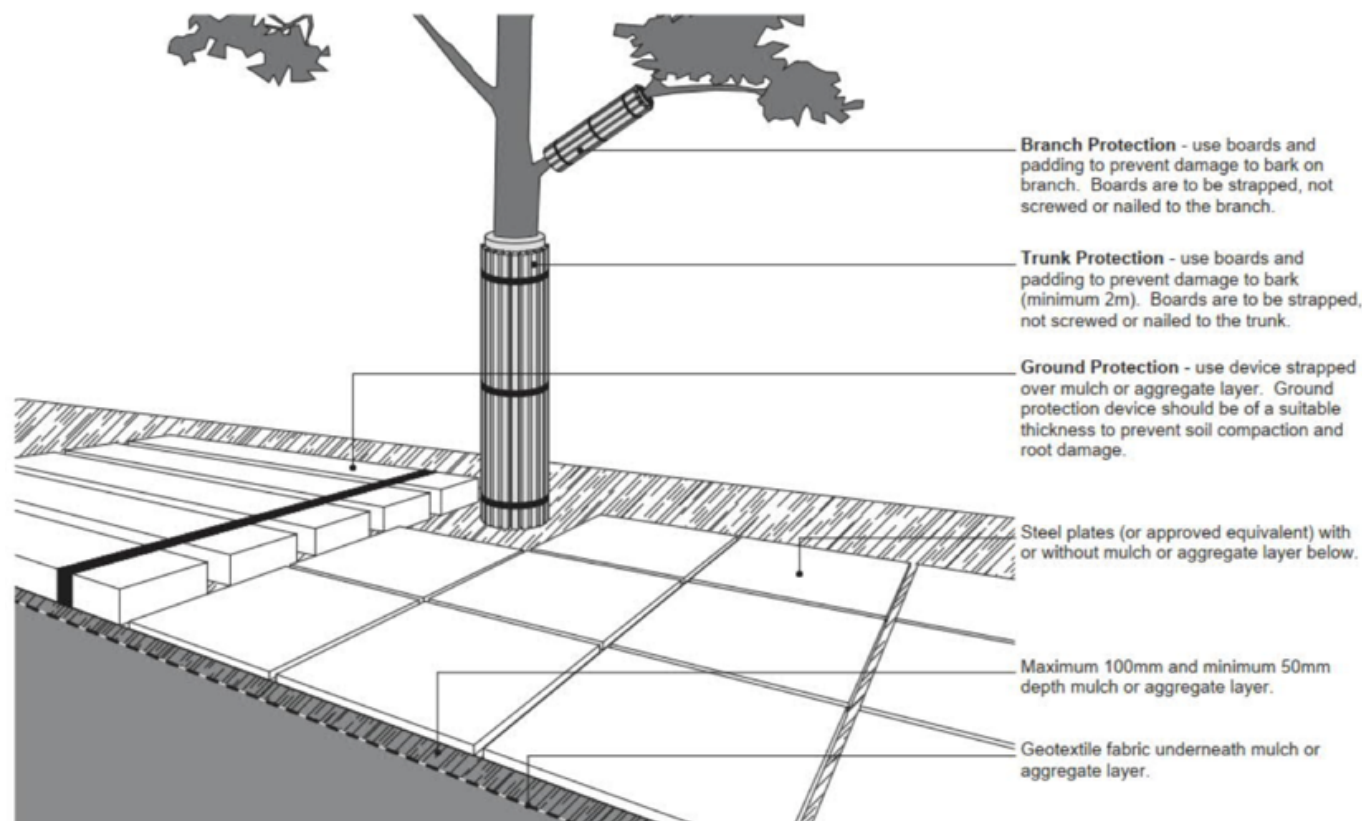 Branch Protection - use boards and
padding to prevent damage to bark on
branch. Boards are to be strapped, not
screwed or nailed to the branch.
Trunk Protection - use boards and
padding to prevent damage to bark
(minimum 2m). Boards are to be strapped,
not screwed or nailed to the trunk.
Ground Protection - use device strapped
over mulch or aggregate layer. Ground
protection device should be of a suitable
thickness to prevent soil compaction and
root damage.
Steel plates (or approved equivalent) with
or without mulch or aggregate layer below.
Maximum 100mm and minimum 50mm
depth mulch or aggregate layer.
Geotextile fabric underneath mulch or
aggregate layer.